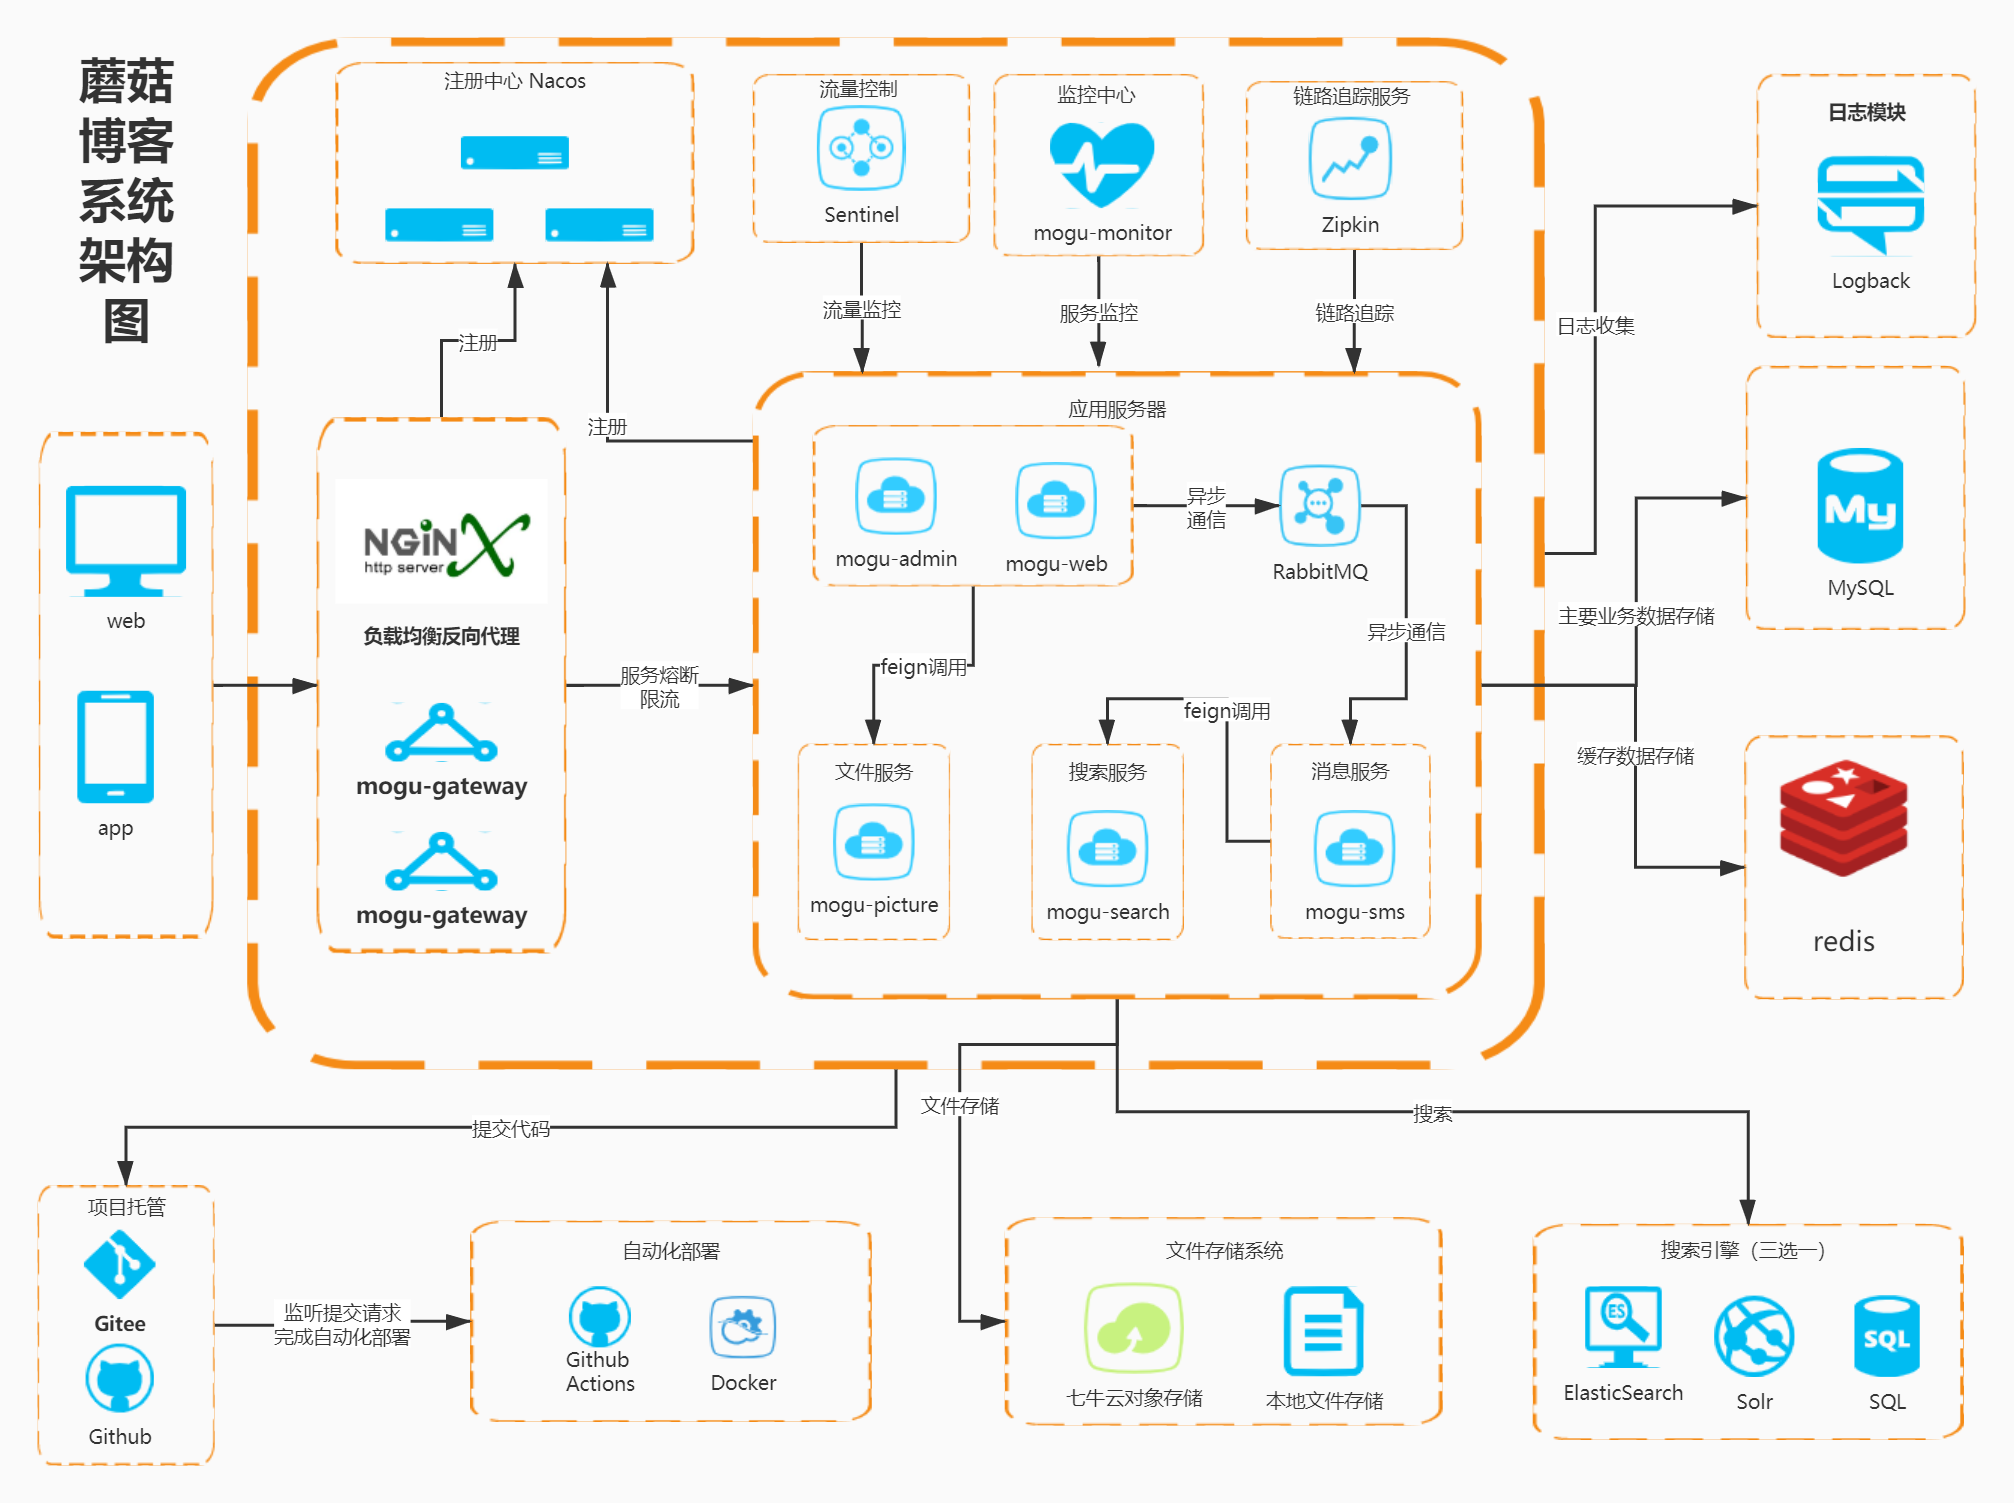 蘑菇
博客
系统
架构
图
注册中心 Nacos
流量控制
Sentinel
监控中心
mogu-monitor
链路追踪服务
Zipkin
日志模块
Logback
注册
注册
流量监控
服务监控
链路追踪
日志收集
web
app
NGiNX
http server
负载均衡反向代理
mogu-gateway
mogu-gateway
服务熔断
限流
应用服务器
mogu-admin
mogu-web
异步
通信
RabbitMQ
异步通信
feign调用
feign调用
文件服务
mogu-picture
搜索服务
mogu-search
消息服务
mogu-sms
My
MySQL
主要业务数据存储
缓存数据存储
redis
提交代码
文件存储
搜索
项目托管
Gitee
Github
监听提交请求
完成自动化部署
自动化部署
Github
Actions
Docker
文件存储系统
七牛云对象存储
本地文件存储
搜索引擎（三选一）
ES
ElasticSearch
Solr
SQL
SQL